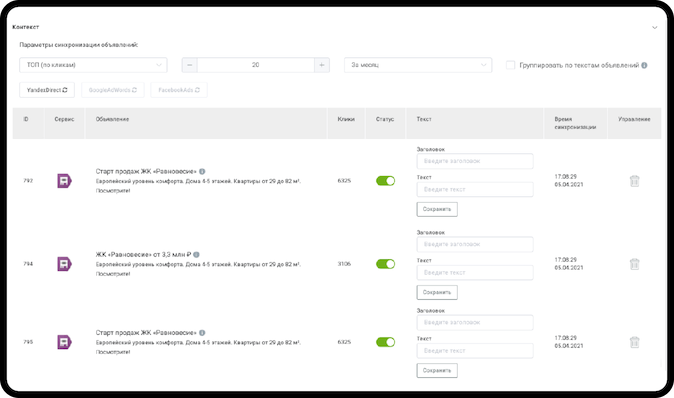 Контекст
Параметры синхронизации объявлений:
ТОП (по кликам)
− 20 +
За месяц
Группировать по текстам объявлений
YandexDirect
GoogleAdWords
FacebookAds
ID Сервис Объявление Клики Статус Текст Время синхронизации Управление
Заголовок
Старт продаж ЖК «Равновесие»
Введите заголовок
792
Европейский уровень комфорта. Дома 4-5 этажей. Квартиры от 29 до 82 м².
Посмотрите!
6325
Текст
Введите текст
17:08:29
05.04.2021
Сохранить
Заголовок
ЖК «Равновесие» от 3,3 млн ₽
Введите заголовок
794
Европейский уровень комфорта. Дома 4-5 этажей. Квартиры от 29 до 82 м².
Посмотрите!
3106
Текст
Введите текст
17:08:29
05.04.2021
Сохранить
Заголовок
Старт продаж ЖК «Равновесие»
Введите заголовок
795
Европейский уровень комфорта. Дома 4-5 этажей. Квартиры от 29 до 82 м².
Посмотрите!
6325
Текст
Введите текст
17:08:29
05.04.2021
Сохранить